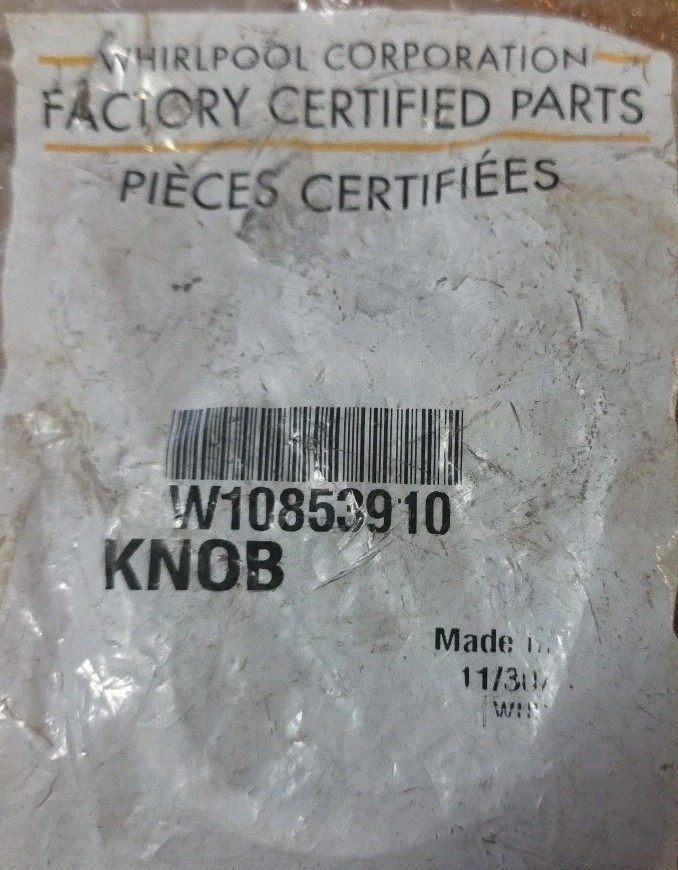 WHIRLPOOL CORPORATION
FACTORY CERTIFIED PARTS
PIÈCES CERTIFIÉES
W10853910
KNOB
Made